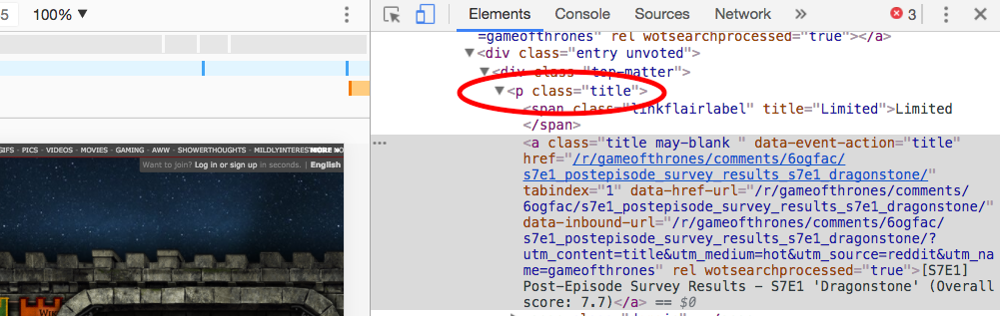 5 100% ▼
Elements Console Sources Network » 3
=gameofthrones" rel wotsearchprocessed="true"></a>
▼<div class="entry unvoted">
▼<div class="top-matter">
▼<p class="title">
<span class="linkflairlabel" title="Limited">Limited
</span>
<a class="title may-blank " data-event-action="title"
href="/r/gameofthrones/comments/6ogfac/
s7e1_postepisode_survey_results_s7e1_dragonstone/"
tabindex="1" data-href-url="/r/gameofthrones/comments/
6ogfac/s7e1_postepisode_survey_results_s7e1_dragonstone/"
data-inbound-url="/r/gameofthrones/comments/6ogfac/
s7e1_postepisode_survey_results_s7e1_dragonstone/?
utm_content=title&utm_medium=hot&utm_source=reddit&utm_na
me=gameofthrones" rel wotsearchprocessed="true">[S7E1]
Post-Episode Survey Results - S7E1 'Dragonstone' (Overall
score: 7.7)</a> == $0
GIFS - PICS - VIDEOS - MOVIES - GAMING - AWW - SHOWERTHOUGHTS - MILDLYINTERES MORE »
Want to join? Log in or sign up in seconds. | English